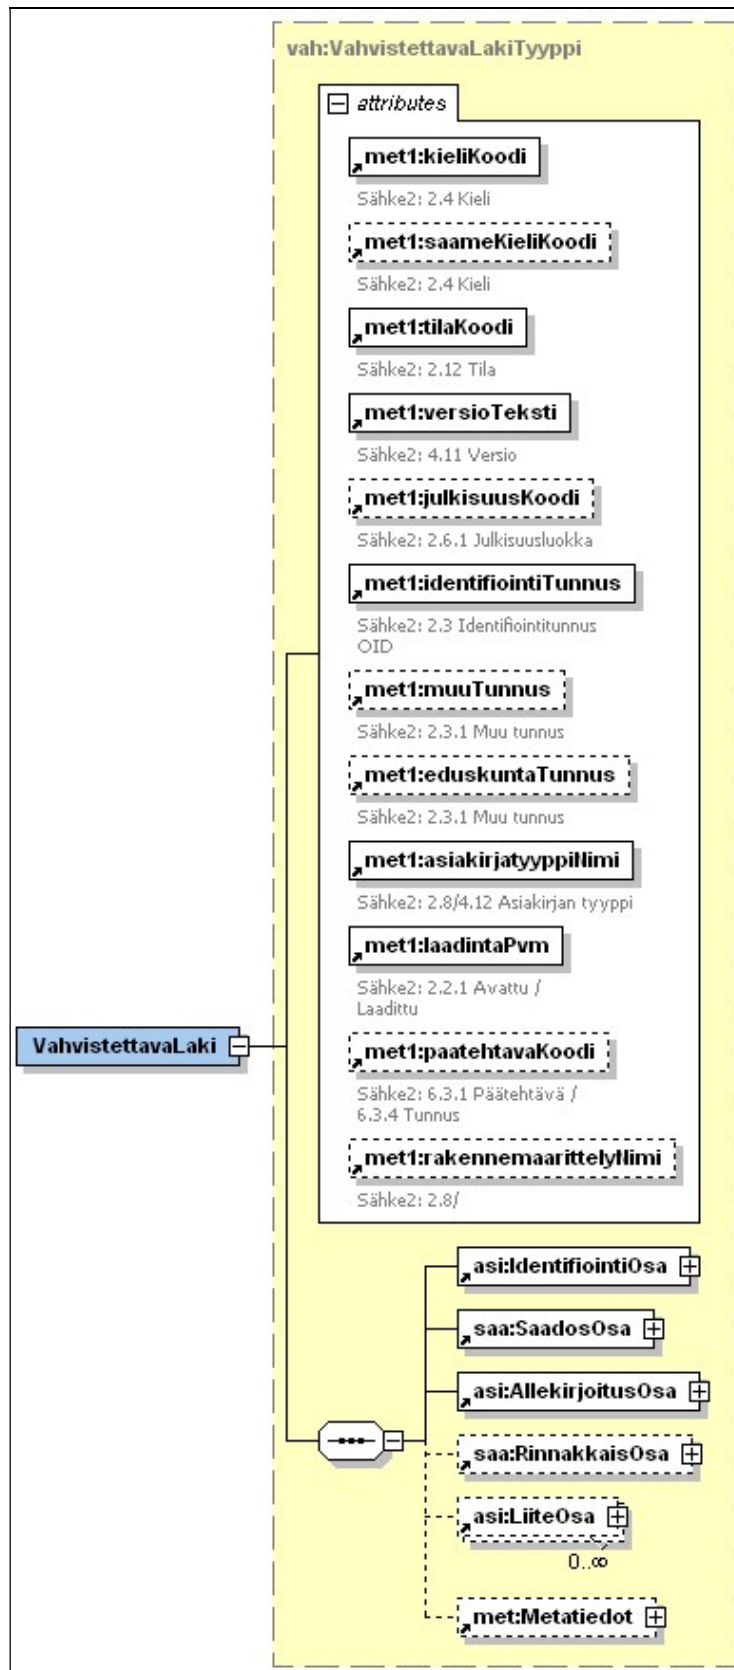 vah:VahvistettavaLakiTyyppi
attributes
met1:kieliKoodi
Sähke2: 2.4 Kieli
met1:saameKieliKoodi
Sähke2: 2.4 Kieli
met1:tilaKoodi
Sähke2: 2.12 Tila
met1:versioTeksti
Sähke2: 4.11 Versio
met1:julkisuusKoodi
Sähke2: 2.6.1 Julkisuusluokka
met1:identifiointiTunnus
Sähke2: 2.3 Identifiointitunnus
OID
met1:muuTunnus
Sähke2: 2.3.1 Muu tunnus
met1:eduskuntaTunnus
Sähke2: 2.3.1 Muu tunnus
met1:asiakirjatyyppiNimi
Sähke2: 2.8/4.12 Asiakirjan tyyppi
met1:laadintaPvm
Sähke2: 2.2.1 Avattu /
Laadittu
VahvistettavaLaki
met1:paatehtavaKoodi
Sähke2: 6.3.1 Päätehtävä /
6.3.4 Tunnus
met1:rakennemaarittelyNimi
Sähke2: 2.8/
asi:IdentifiointiOsa
saa:SaadosOsa
asi:AllekirjoitusOsa
saa:RinnakkaisOsa
asi:LiiteOsa
0..∞
met:Metatiedot